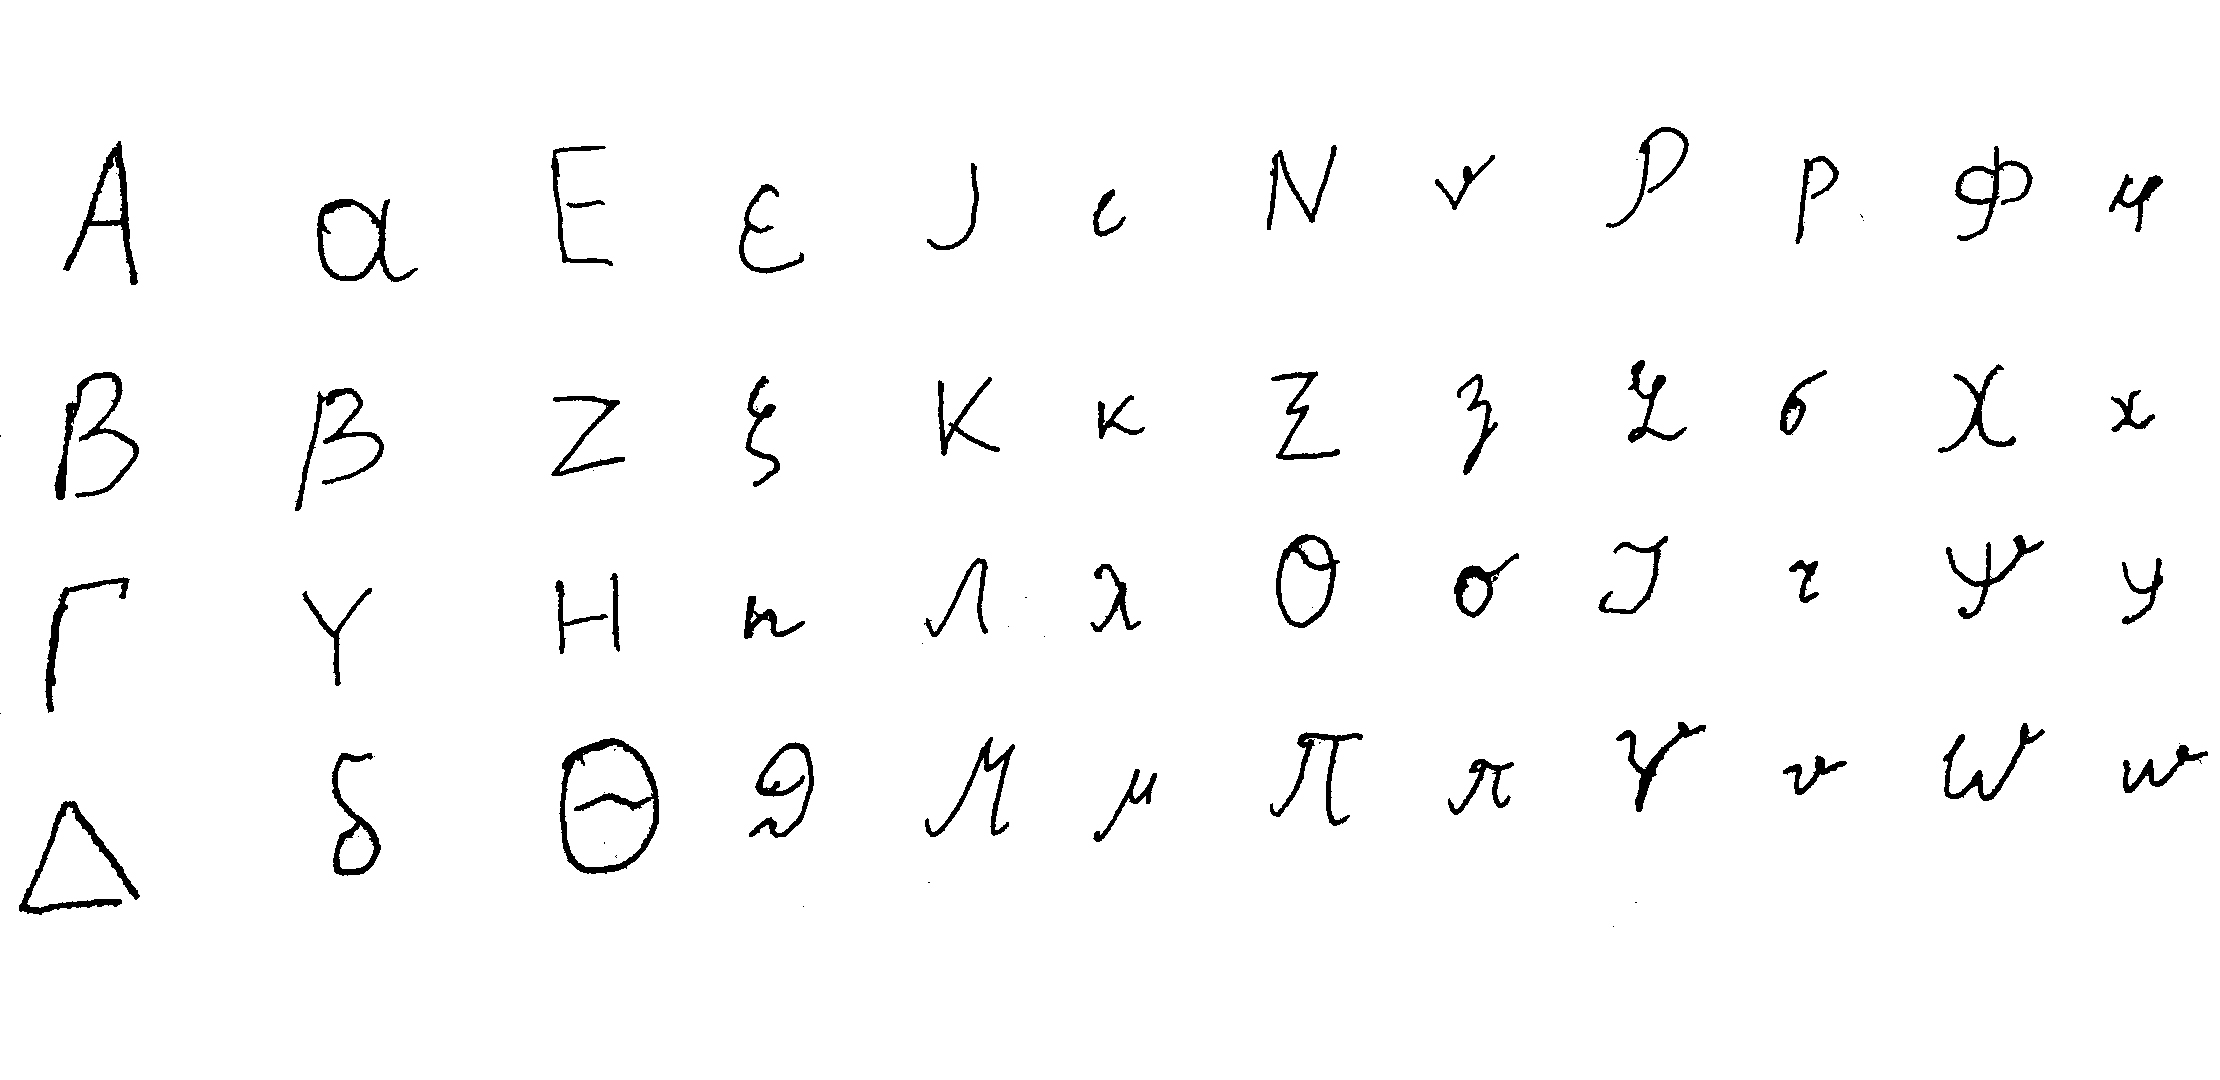 Α α Ε ε Ι ι Ν ν Ρ ρ Φ φ
Β β Ζ ζ Κ κ Ξ ξ Σ σ Χ χ
Γ γ Η η Λ λ Ο ο Τ τ Ψ ψ
Δ δ Θ θ Μ μ Π π Υ υ Ω ω